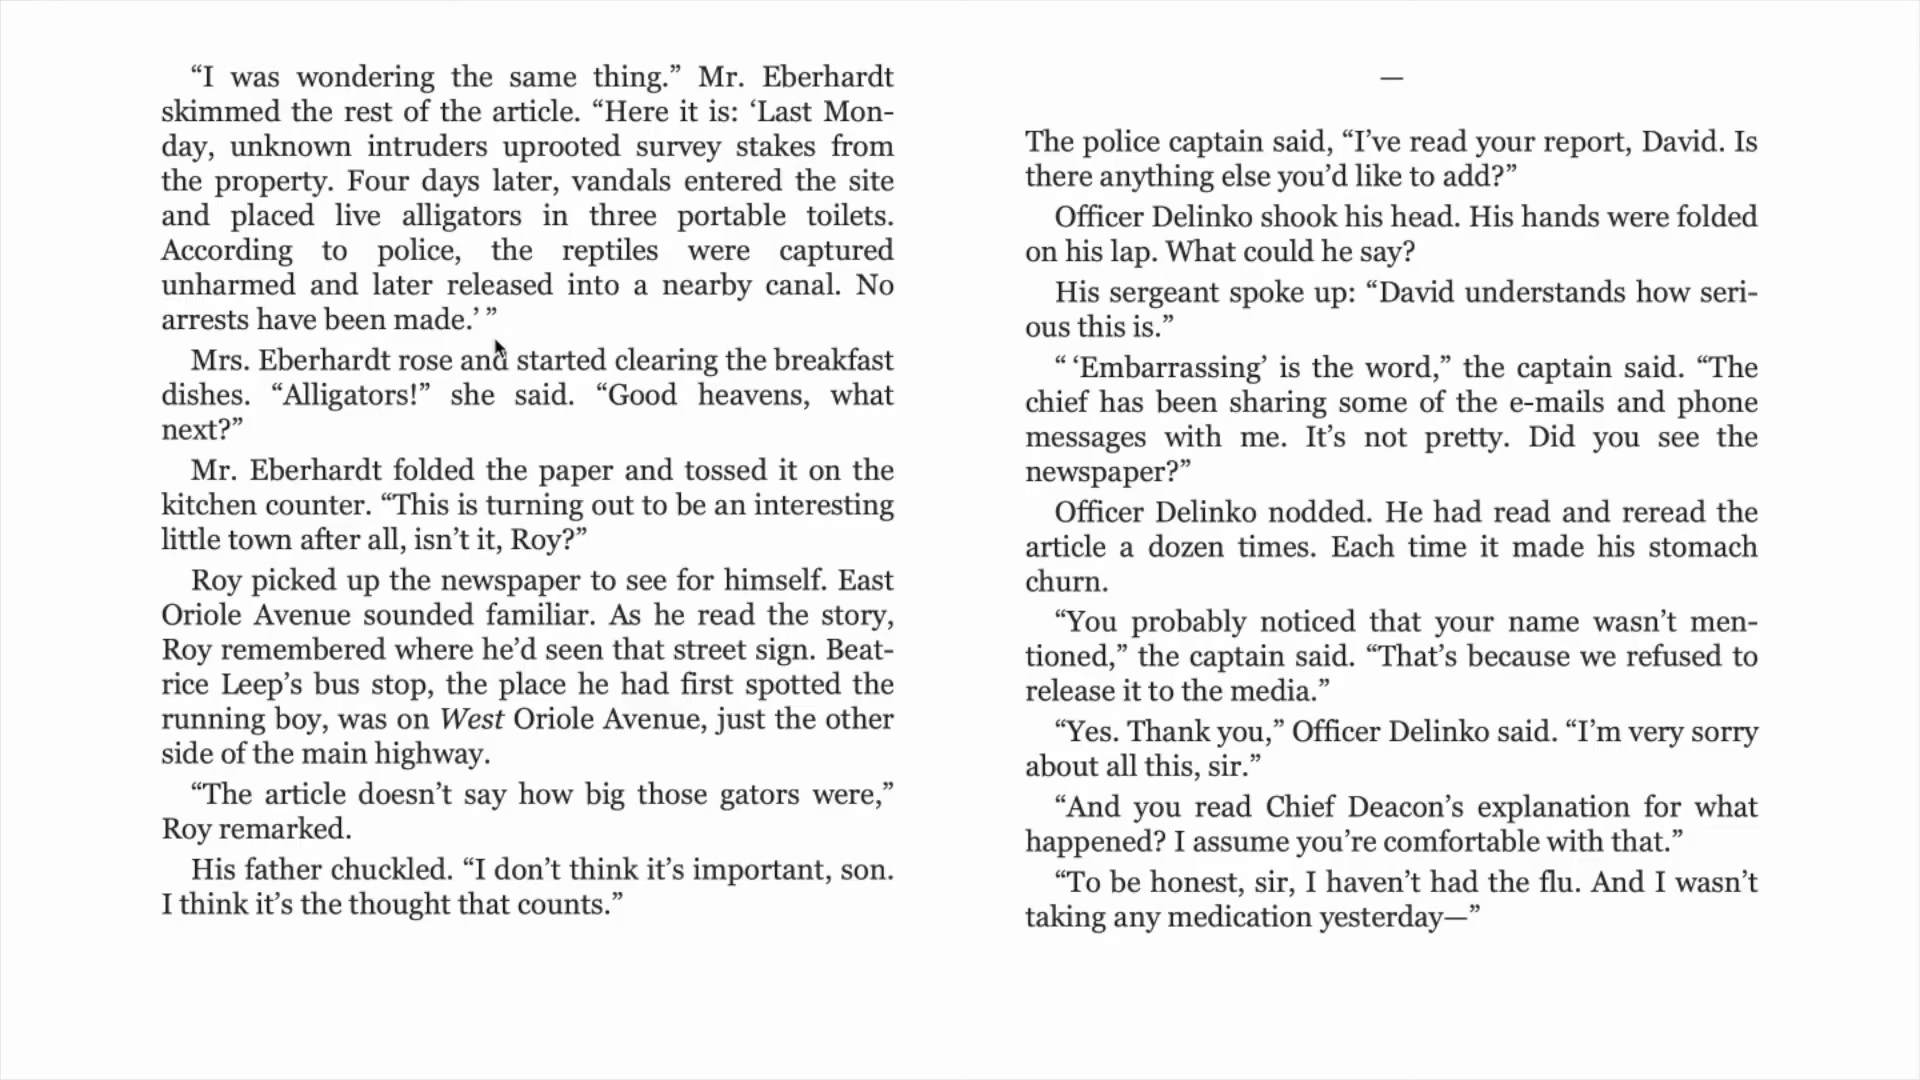 “I was wondering the same thing.” Mr. Eberhardt
skimmed the rest of the article. “Here it is: ‘Last Mon-
day, unknown intruders uprooted survey stakes from
the property. Four days later, vandals entered the site
and placed live alligators in three portable toilets.
According to police, the reptiles were captured
unharmed and later released into a nearby canal. No
arrests have been made.’ ”
Mrs. Eberhardt rose and started clearing the breakfast
dishes. “Alligators!” she said. “Good heavens, what
next?”
Mr. Eberhardt folded the paper and tossed it on the
kitchen counter. “This is turning out to be an interesting
little town after all, isn’t it, Roy?”
Roy picked up the newspaper to see for himself. East
Oriole Avenue sounded familiar. As he read the story,
Roy remembered where he’d seen that street sign. Beat-
rice Leep’s bus stop, the place he had first spotted the
running boy, was on West Oriole Avenue, just the other
side of the main highway.
“The article doesn’t say how big those gators were,”
Roy remarked.
His father chuckled. “I don’t think it’s important, son.
I think it’s the thought that counts.”
—
The police captain said, “I’ve read your report, David. Is
there anything else you’d like to add?”
Officer Delinko shook his head. His hands were folded
on his lap. What could he say?
His sergeant spoke up: “David understands how seri-
ous this is.”
“ ‘Embarrassing’ is the word,” the captain said. “The
chief has been sharing some of the e-mails and phone
messages with me. It’s not pretty. Did you see the
newspaper?”
Officer Delinko nodded. He had read and reread the
article a dozen times. Each time it made his stomach
churn.
“You probably noticed that your name wasn’t men-
tioned,” the captain said. “That’s because we refused to
release it to the media.”
“Yes. Thank you,” Officer Delinko said. “I’m very sorry
about all this, sir.”
“And you read Chief Deacon’s explanation for what
happened? I assume you’re comfortable with that.”
“To be honest, sir, I haven’t had the flu. And I wasn’t
taking any medication yesterday—”